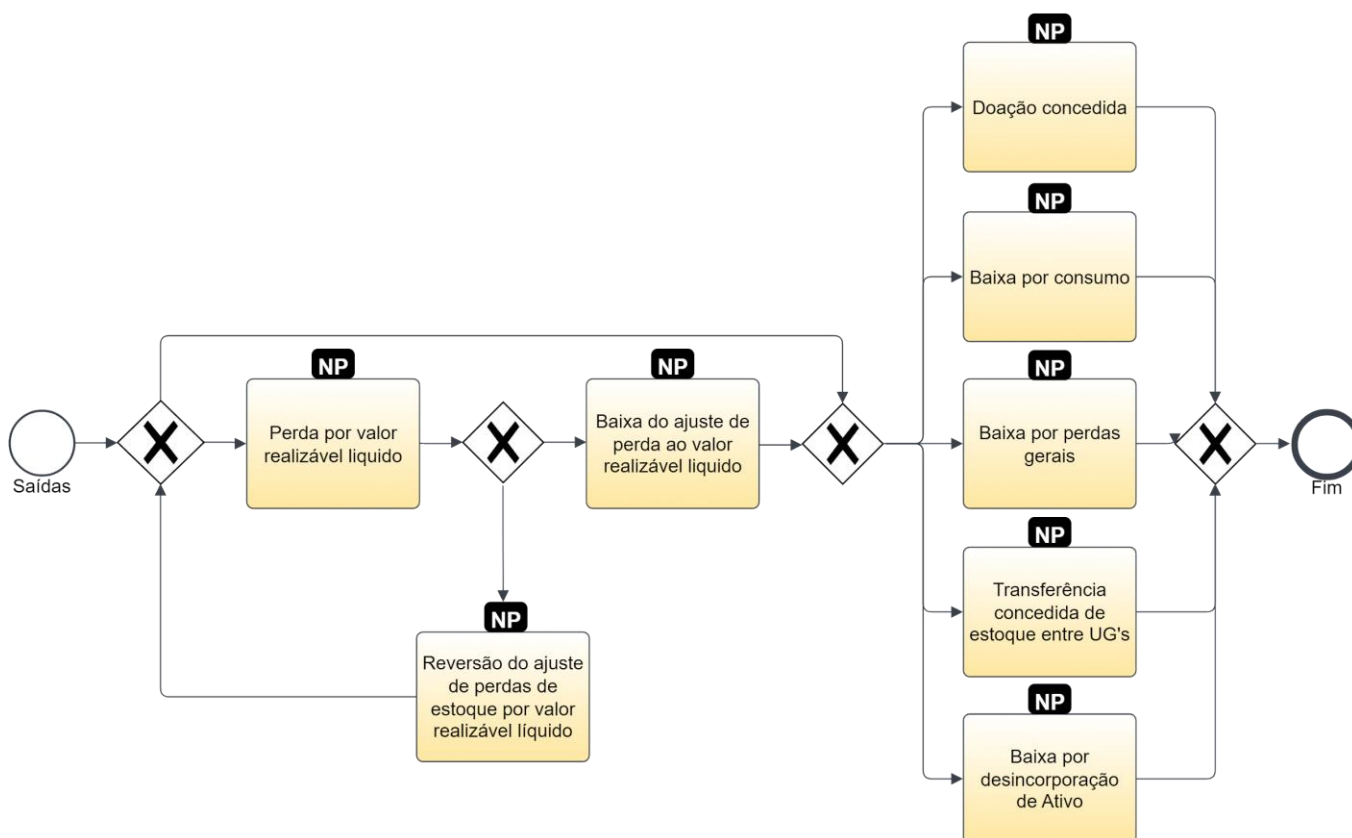 NP
Doação concedida
NP
Baixa por consumo
Saídas
NP
Perda por valor
realizável liquido
NP
Baixa do ajuste de
perda ao valor
realizável liquido
NP
Reversão do ajuste
de perdas de
estoque por valor
realizável líquido
NP
Baixa por perdas
gerais
NP
Transferência
concedida de
estoque entre UG's
NP
Baixa por
desincorporação
de Ativo
Fim